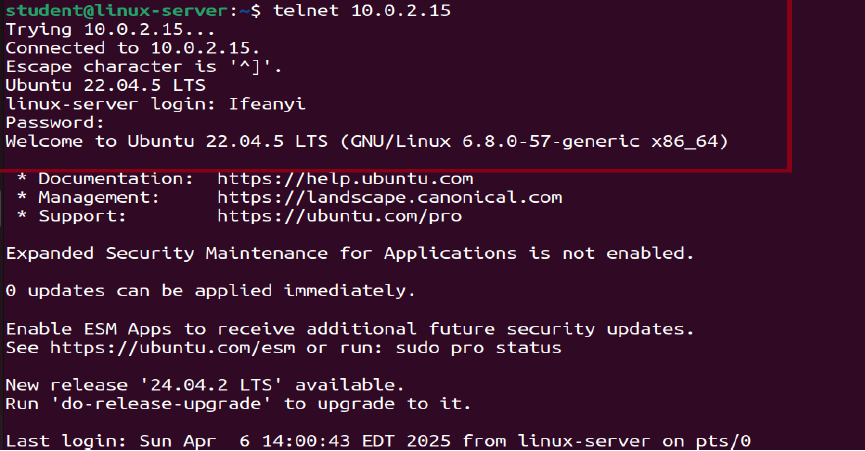 student@linux-server:~$ telnet 10.0.2.15
Trying 10.0.2.15...
Connected to 10.0.2.15.
Escape character is '^]'.
Ubuntu 22.04.5 LTS
linux-server login: Ifeanyi
Password:
Welcome to Ubuntu 22.04.5 LTS (GNU/Linux 6.8.0-57-generic x86_64)
* Documentation:  https://help.ubuntu.com
* Management:     https://landscape.canonical.com
* Support:        https://ubuntu.com/pro
Expanded Security Maintenance for Applications is not enabled.
0 updates can be applied immediately.
Enable ESM Apps to receive additional future security updates.
See https://ubuntu.com/esm or run: sudo pro status
New release '24.04.2 LTS' available.
Run 'do-release-upgrade' to upgrade to it.
Last login: Sun Apr  6 14:00:43 EDT 2025 from linux-server on pts/0